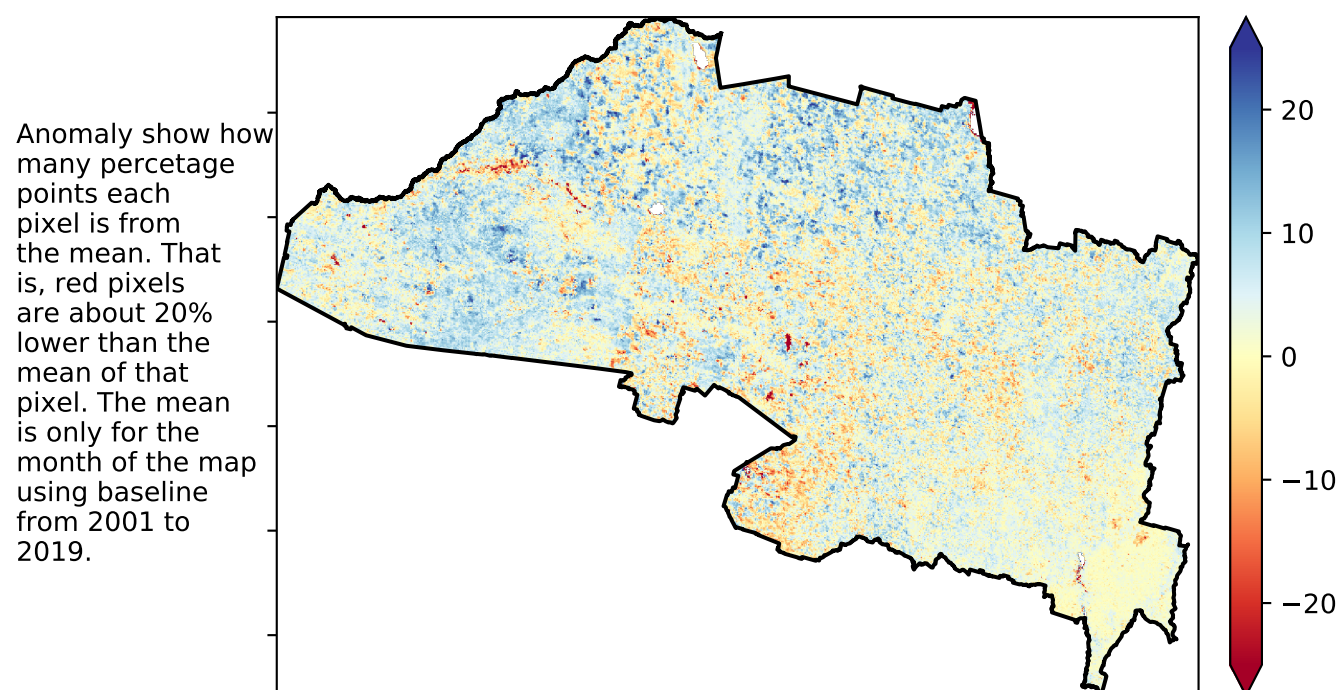 Anomaly show how
many percetage
points each
pixel is from
the mean. That
is, red pixels
are about 20%
lower than the
mean of that
pixel. The mean
is only for the
month of the map
using baseline
from 2001 to
2019.
20
10
0
−10
−20